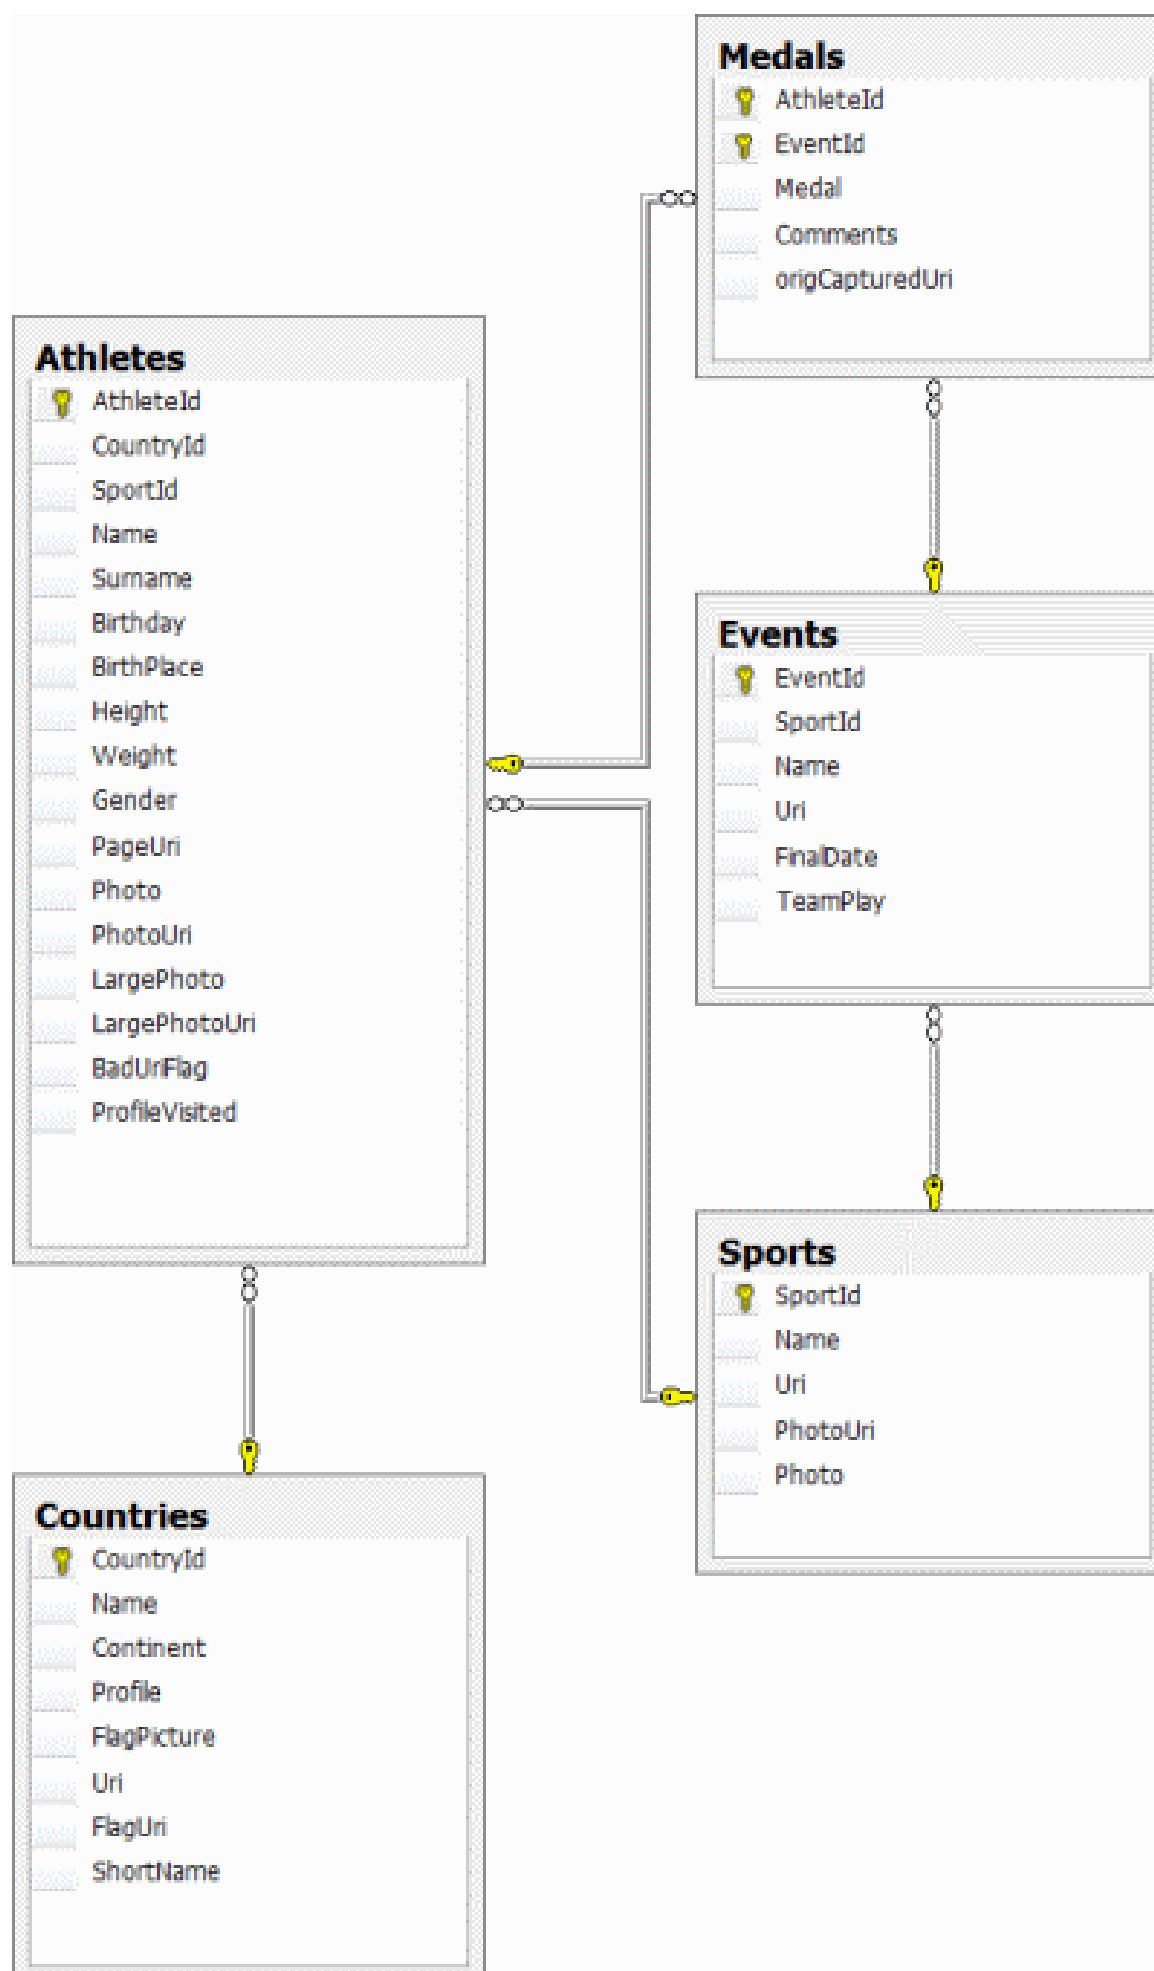 Medals
AthleteId
EventId
Medal
Comments
origCapturedUri
Athletes
AthleteId
CountryId
SportId
Name
Surname
Birthday
BirthPlace
Height
Weight
Gender
PageUri
Photo
PhotoUri
LargePhoto
LargePhotoUri
BadUriFlag
ProfileVisited
Events
EventId
SportId
Name
Uri
FinalDate
TeamPlay
Sports
SportId
Name
Uri
PhotoUri
Photo
Countries
CountryId
Name
Continent
Profile
FlagPicture
Uri
FlagUri
ShortName